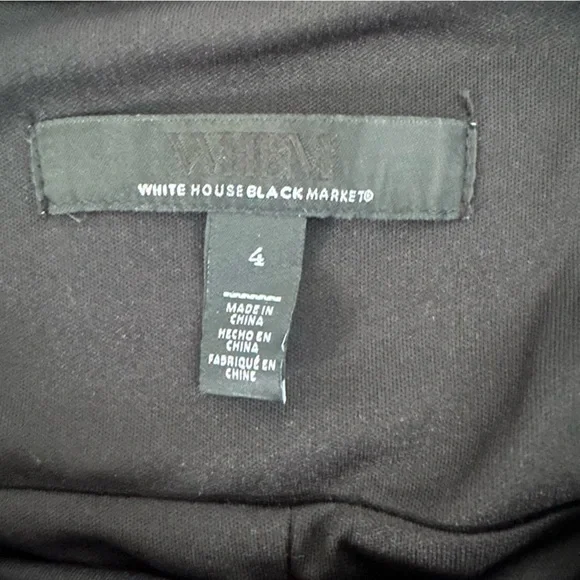 WHBM
WHITE HOUSE BLACK MARKET®
4
MADE IN
CHINA
HECHO EN
CHINA
FABRIQUÉ EN
CHINE